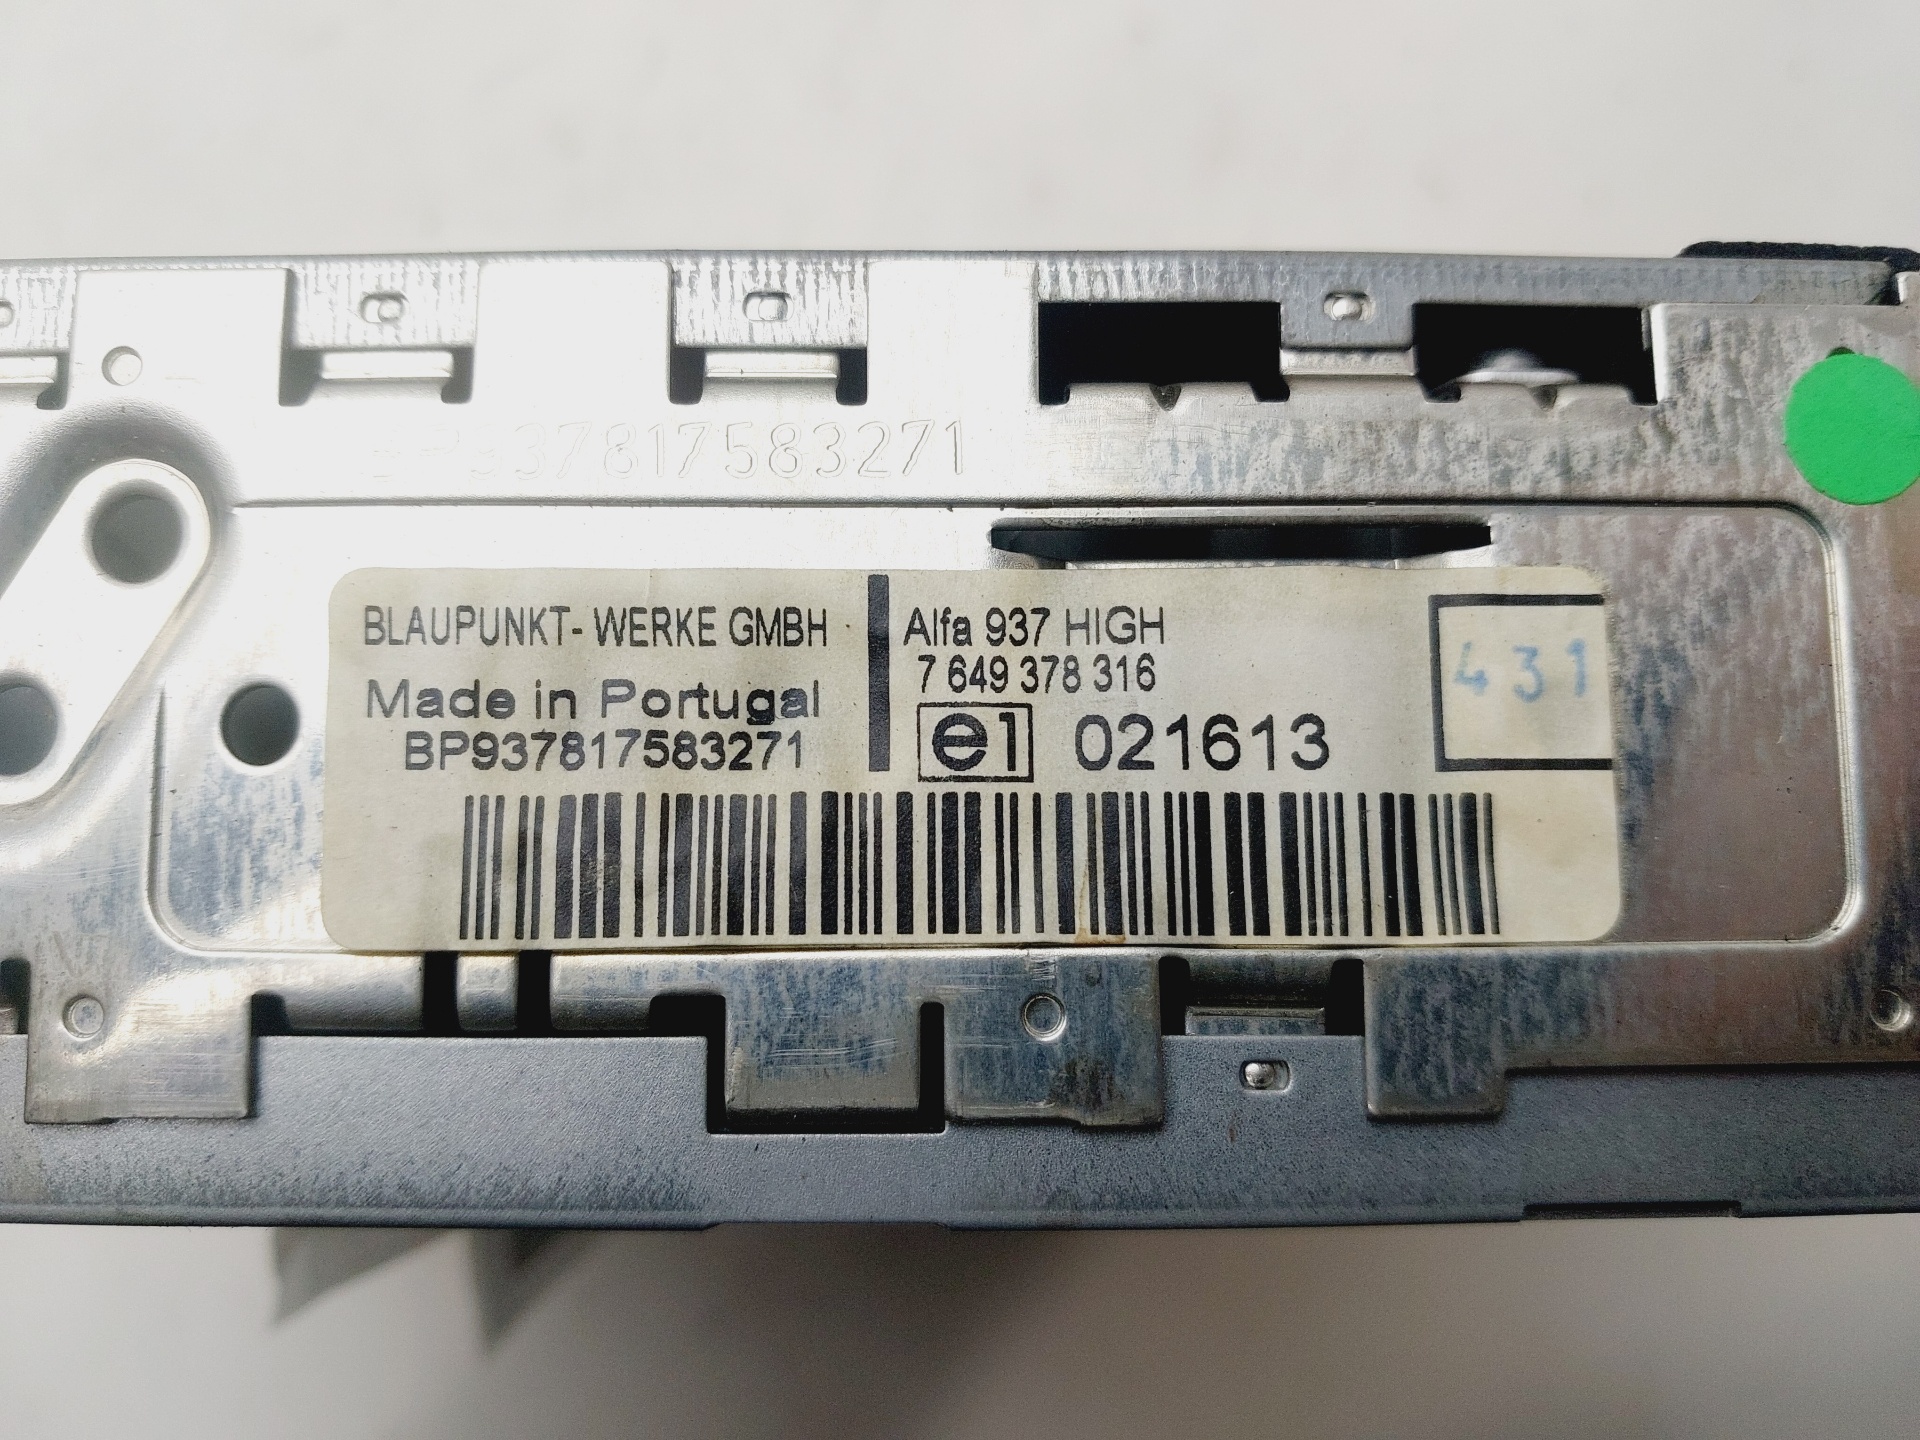 BP937817583271
BLAUPUNKT-WERKE GMBH
Made in Portugal
BP937817583271
Alfa 937 HIGH
7 649 378 316
e1 021613
431